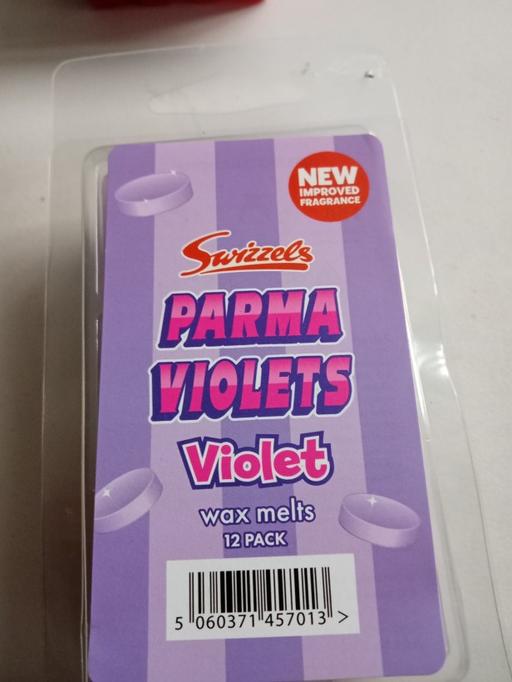 NEW
IMPROVED
FRAGRANCE
Swizzels
PARMA
VIOLETS
Violet
wax melts
12 PACK
5 060371 457013 >